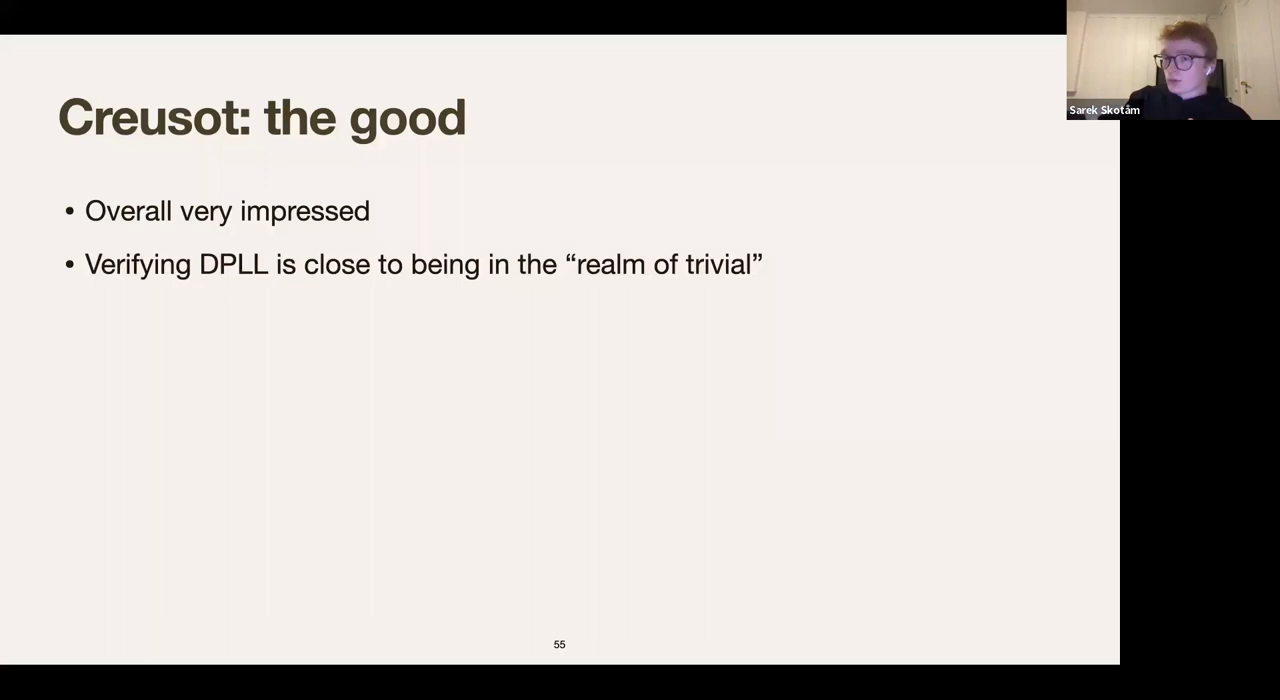 Creusot: the good
Sarek Skotåm
• Overall very impressed
• Verifying DPLL is close to being in the “realm of trivial”
55